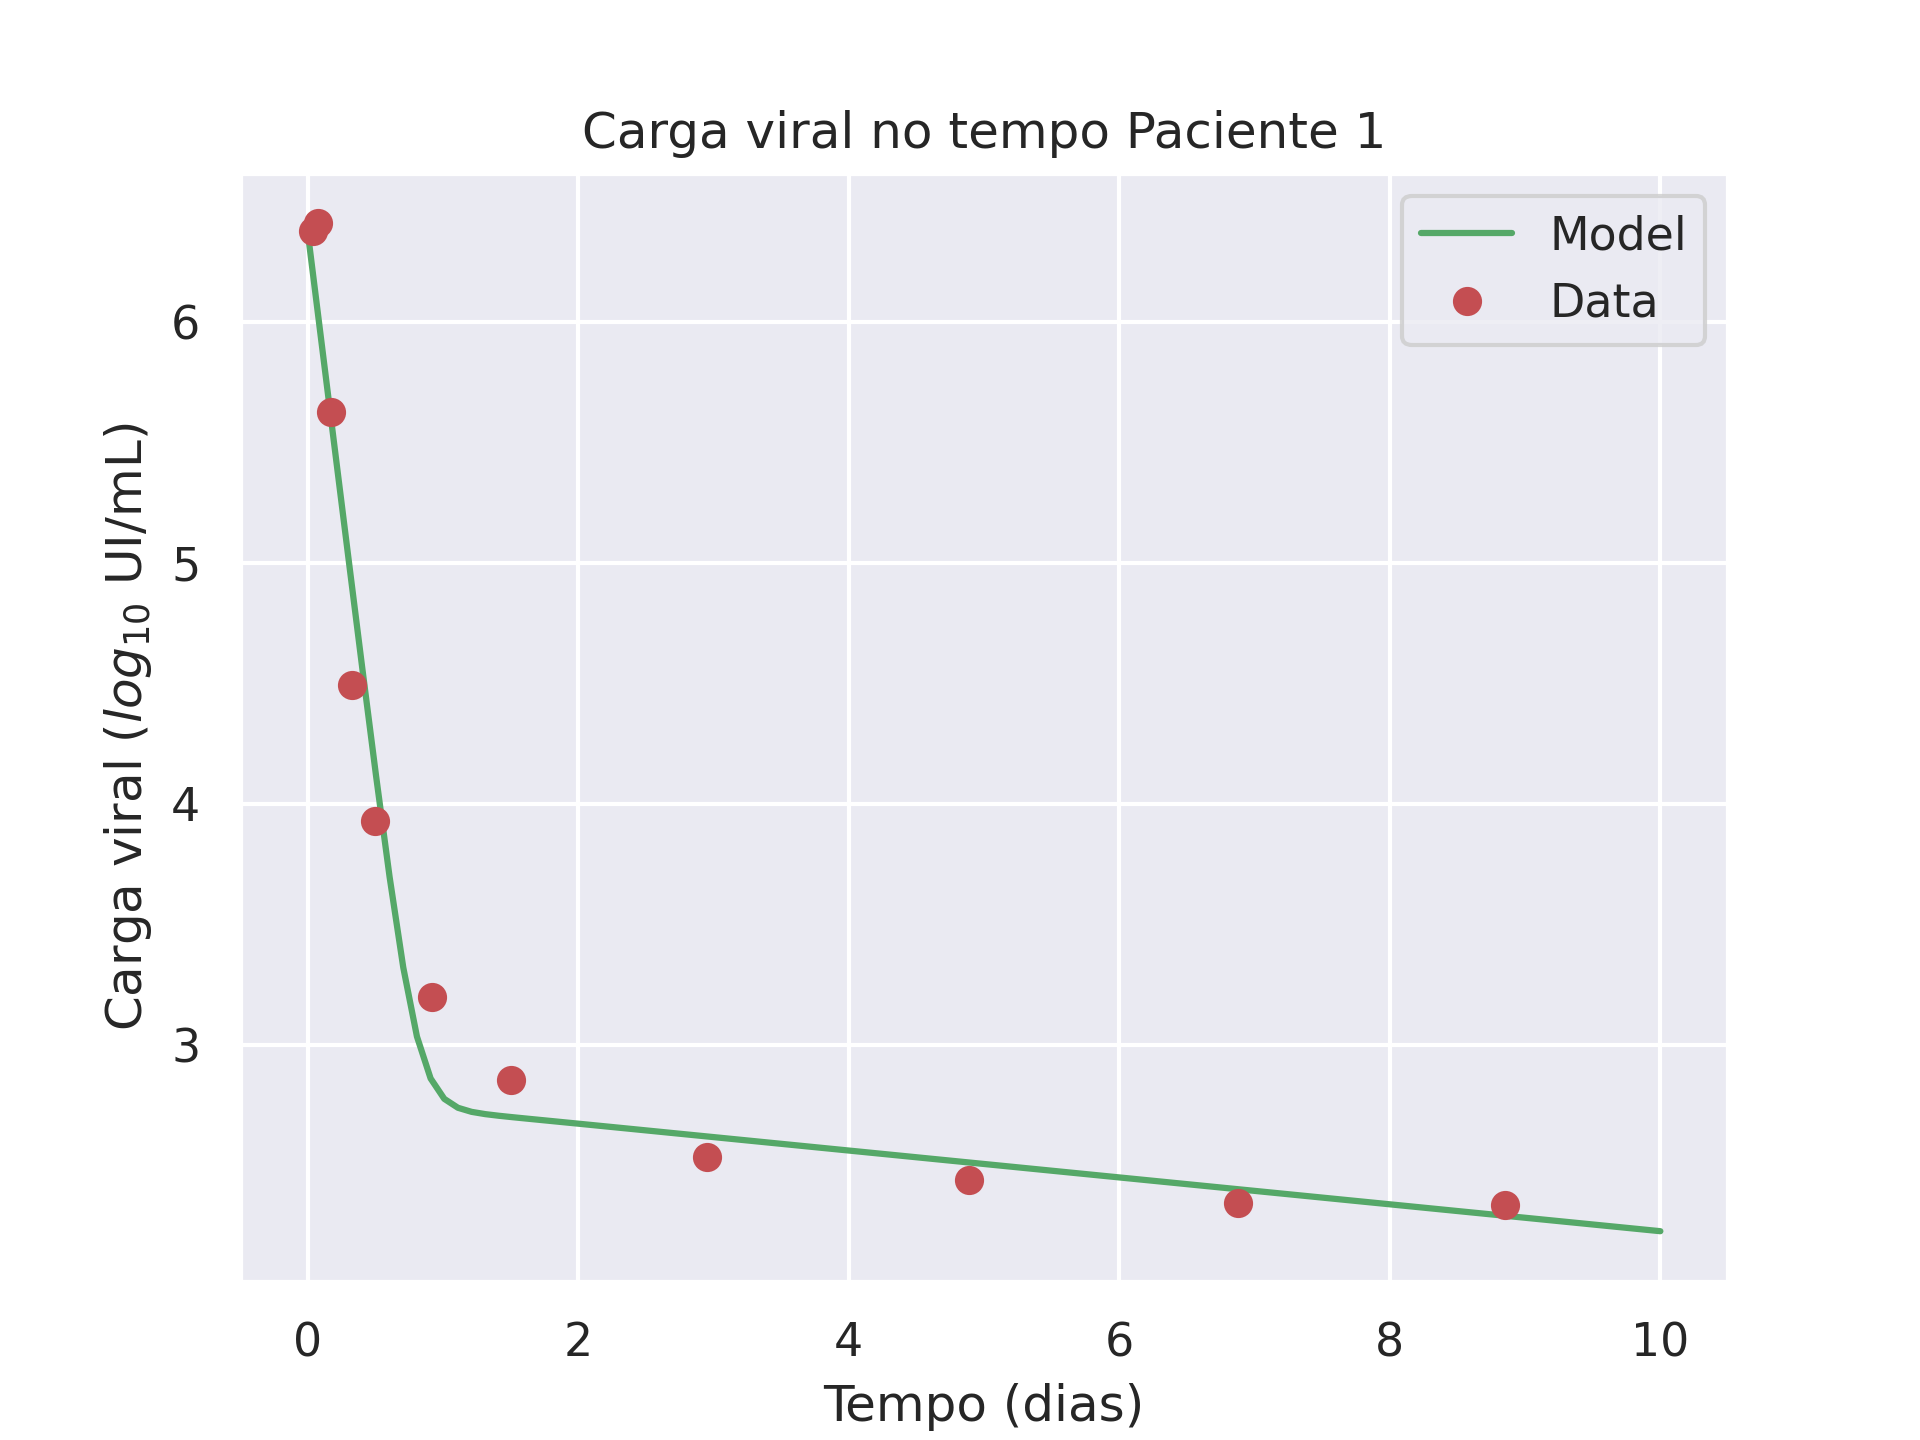 Carga viral no tempo Paciente 1
Model
Data
Carga viral (log10 UI/mL)
6
5
4
3
0 2 4 6 8 10
Tempo (dias)